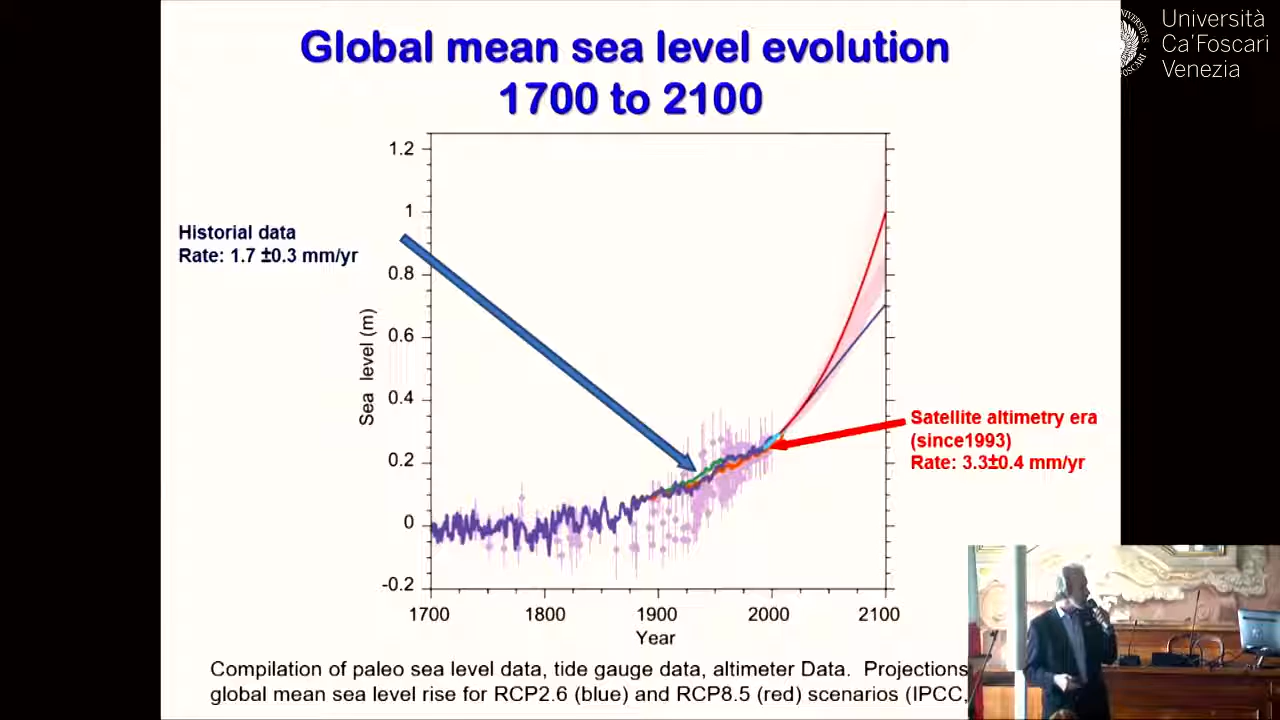 Global mean sea level evolution
1700 to 2100
Università
Ca'Foscari
Venezia
Historial data
Rate: 1.7 ±0.3 mm/yr
1.2
1
0.8
0.6
0.4
0.2
0
-0.2
Sea level (m)
1700
1800
1900
2000
2100
Year
Satellite altimetry era
(since1993)
Rate: 3.3±0.4 mm/yr
Compilation of paleo sea level data, tide gauge data, altimeter Data. Projections
global mean sea level rise for RCP2.6 (blue) and RCP8.5 (red) scenarios (IPCC,